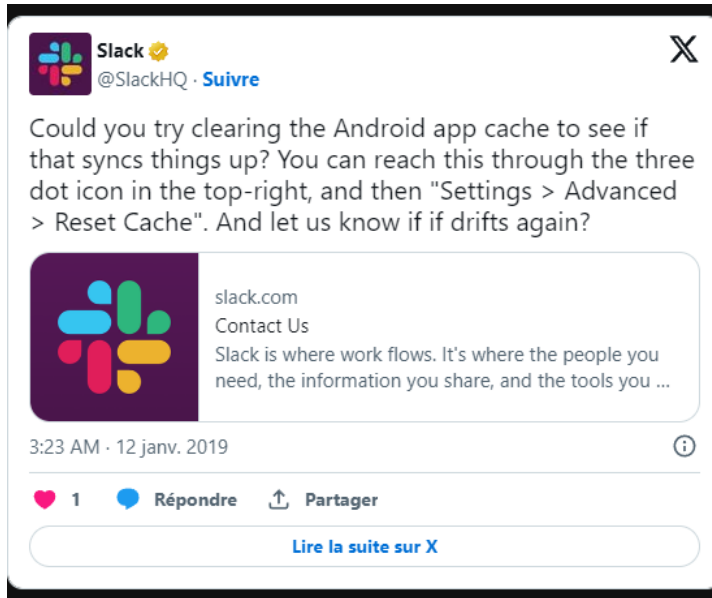 Slack
@SlackHQ · Suivre
Could you try clearing the Android app cache to see if
that syncs things up? You can reach this through the three
dot icon in the top-right, and then "Settings > Advanced
> Reset Cache". And let us know if if drifts again?
slack.com
Contact Us
Slack is where work flows. It's where the people you
need, the information you share, and the tools you ...
3:23 AM · 12 janv. 2019
1 Répondre Partager
Lire la suite sur X